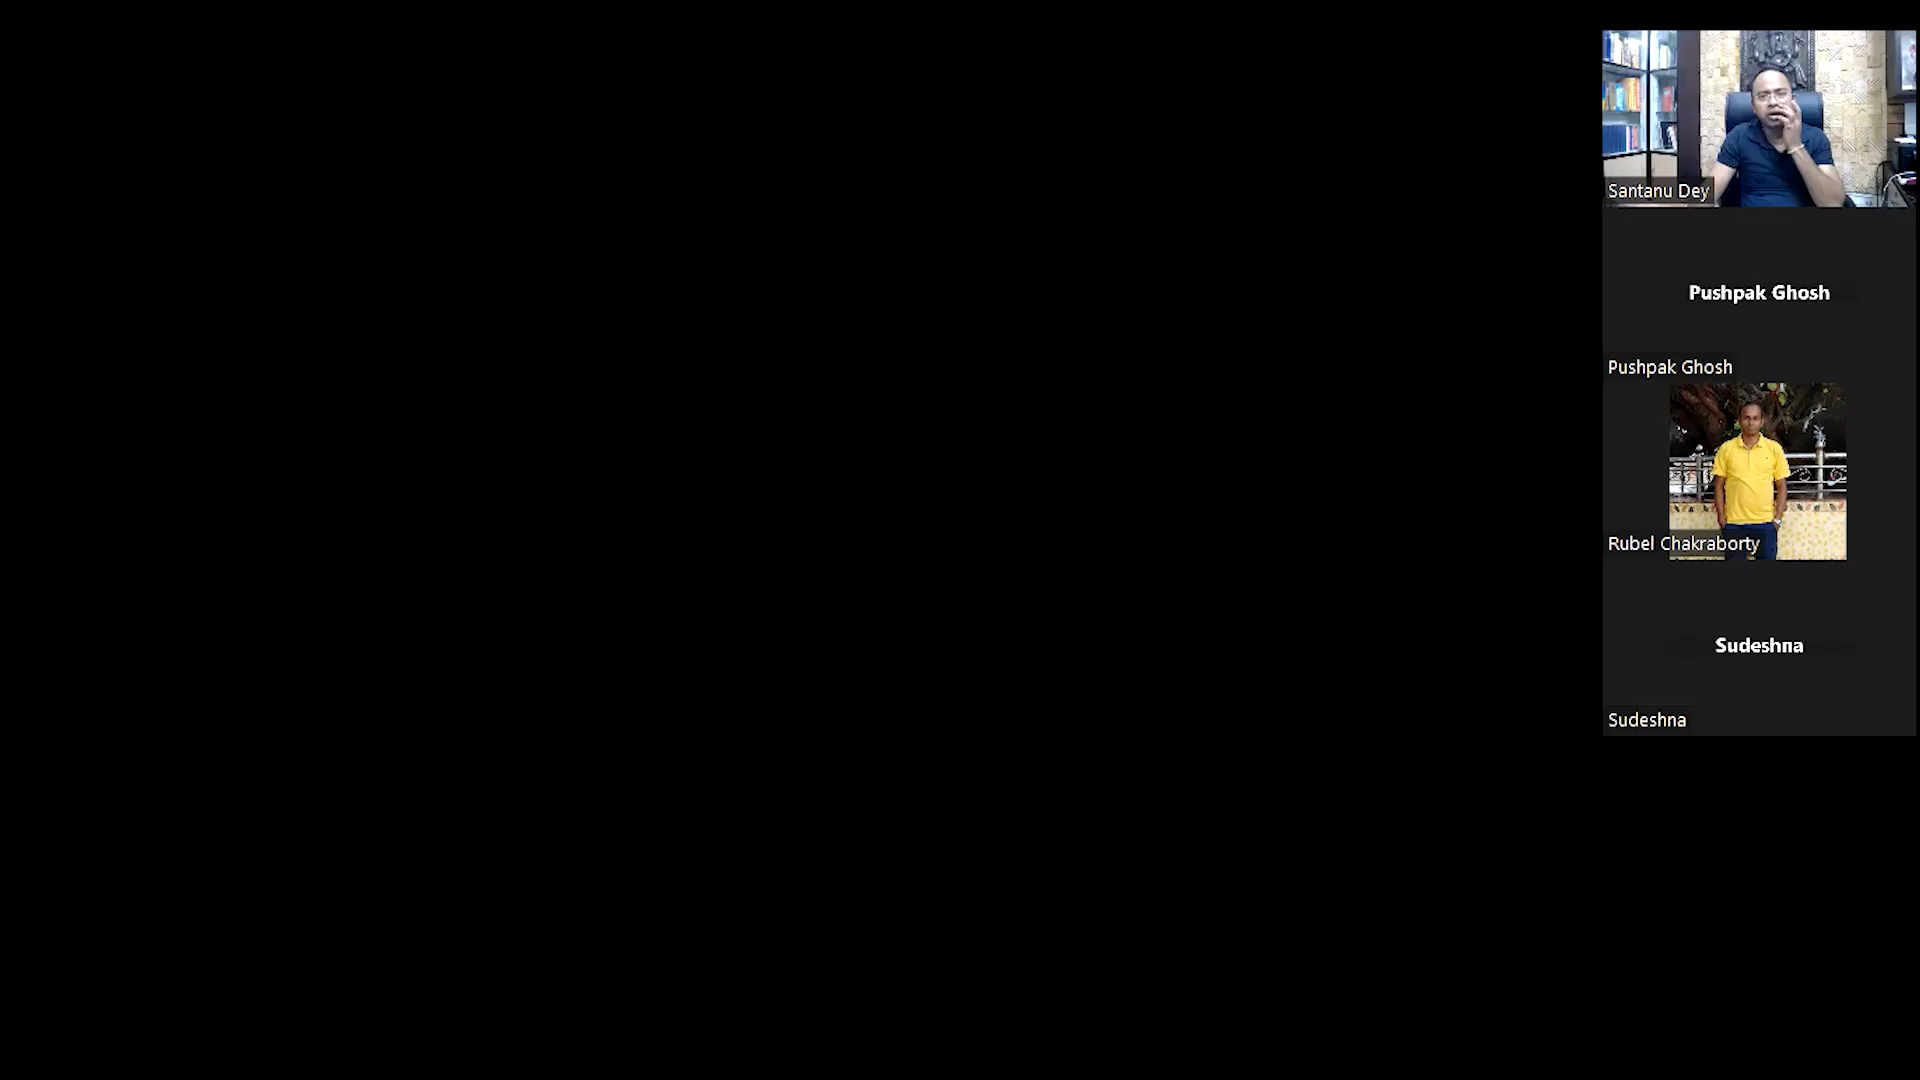 Santanu Dey
Pushpak Ghosh
Pushpak Ghosh
Rubel Chakraborty
Sudeshna
Sudeshna